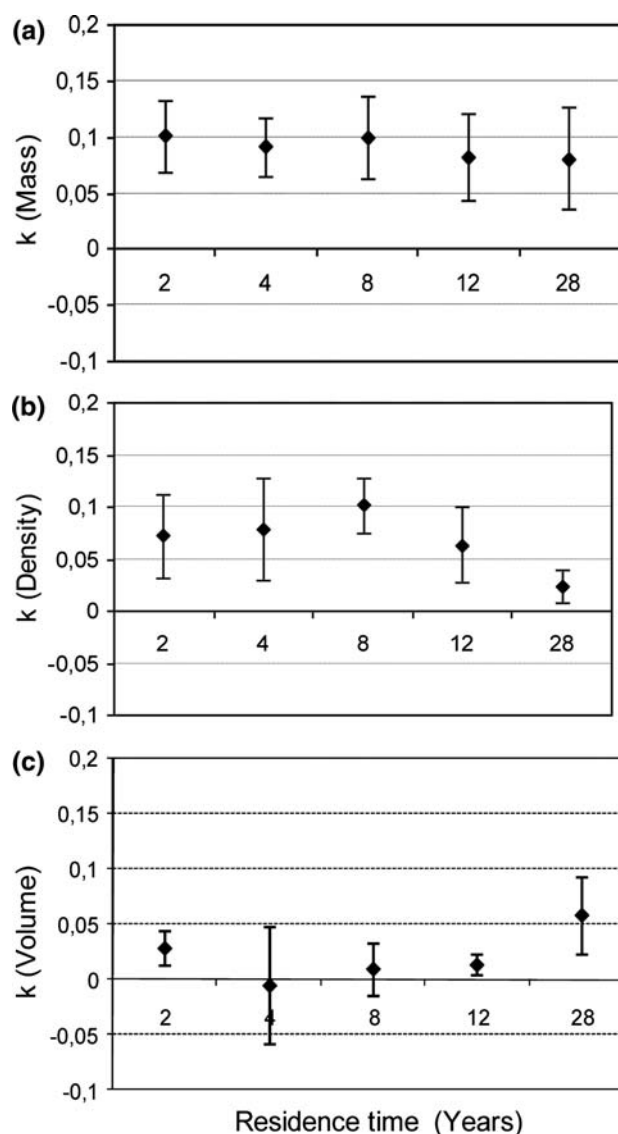 (a)
k (Mass)
0,2
0,15
0,1
0,05
0
-0,05
-0,1
2 4 8 12 28
(b)
k (Density)
0,2
0,15
0,1
0,05
0
-0,05
-0,1
2 4 8 12 28
(c)
k (Volume)
0,2
0,15
0,1
0,05
0
-0,05
-0,1
2 4 8 12 28
Residence time (Years)